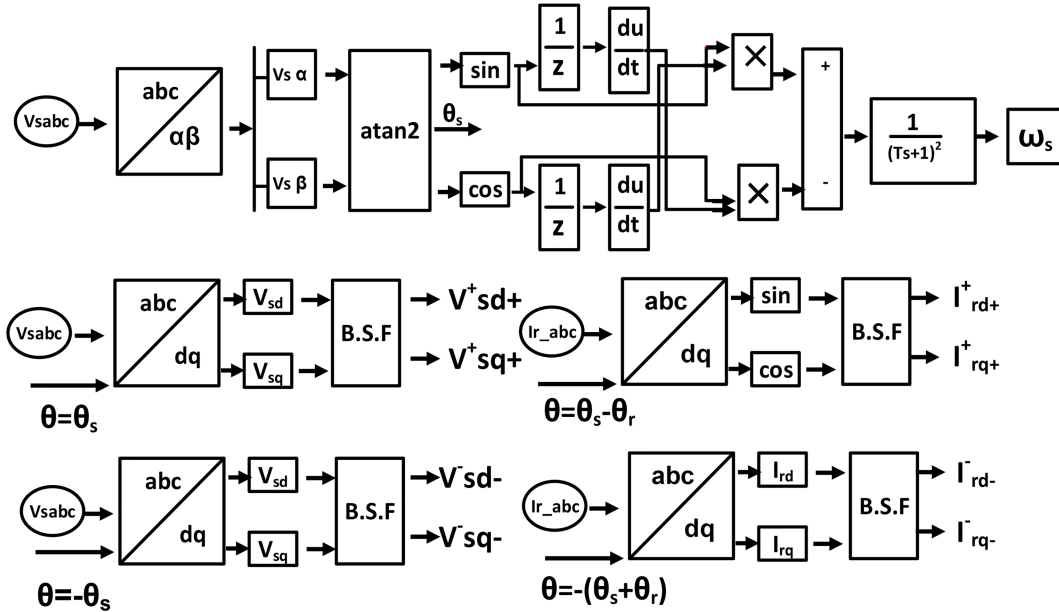 Vsabc
abc
αβ
Vs α
Vs β
atan2
θs
sin
cos
1
z
du
dt
1
z
du
dt
×
×
+
-
1
(Ts+1)²
ωs
Vsabc
abc
dq
θ=θs
Vsd
Vsq
B.S.F
V⁺sd+
V⁺sq+
Ir_abc
abc
dq
θ=θs-θr
sin
cos
B.S.F
I⁺rd+
I⁺rq+
Vsabc
abc
dq
θ=-θs
Vsd
Vsq
B.S.F
V⁻sd-
V⁻sq-
Ir_abc
abc
dq
θ=-(θs+θr)
Ird
Irq
B.S.F
I⁻rd-
I⁻rq-